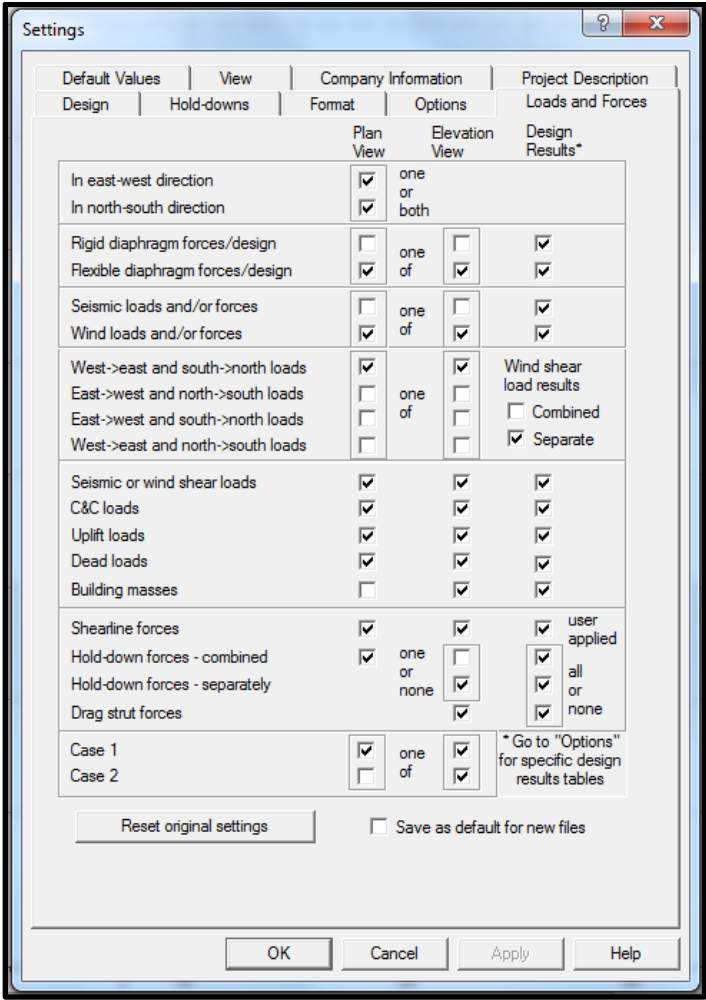 Settings
?
X
Default Values View Company Information Project Description
Design Hold-downs Format Options Loads and Forces
Plan View Elevation View Design Results*
In east-west direction
In north-south direction
one
or
both
Rigid diaphragm forces/design
Flexible diaphragm forces/design
one
of
Seismic loads and/or forces
Wind loads and/or forces
one
of
West->east and south->north loads
East->west and north->south loads
East->west and south->north loads
West->east and north->south loads
one
of
Wind shear
load results
Combined
Separate
Seismic or wind shear loads
C&C loads
Uplift loads
Dead loads
Building masses
Shearline forces
Hold-down forces - combined
Hold-down forces - separately
Drag strut forces
one
or
none
user
applied
all
or
none
Case 1
Case 2
one
of
* Go to "Options"
for specific design
results tables
Reset original settings
Save as default for new files
OK Cancel Apply Help